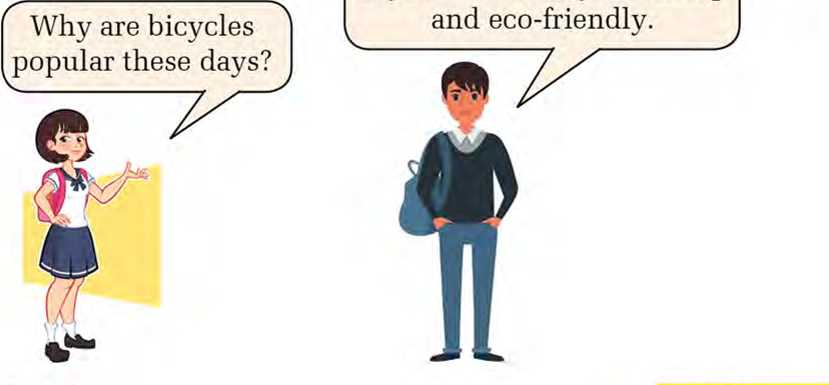 Why are bicycles
popular these days?
and eco-friendly.